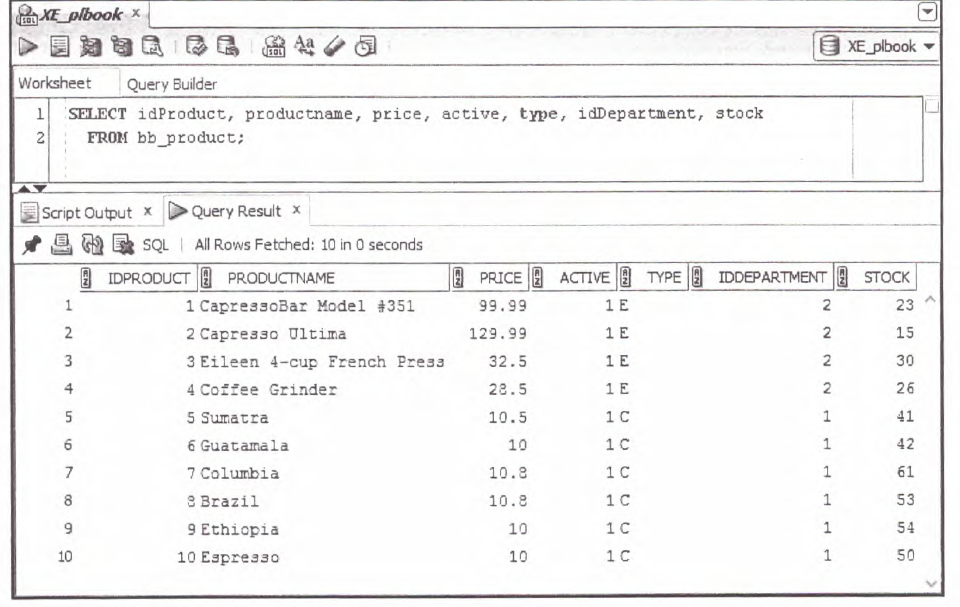 XE_plbook ×
XE_plbook
Worksheet Query Builder
1 SELECT idProduct, productname, price, active, type, idDepartment, stock
2 FROM bb_product;
Script Output × Query Result ×
SQL | All Rows Fetched: 10 in 0 seconds
IDPRODUCT PRODUCTNAME PRICE ACTIVE TYPE IDDEPARTMENT STOCK
1 1 CapressoBar Model #351 99.99 1 E 2 23
2 2 Capresso Ultima 129.99 1 E 2 15
3 3 Eileen 4-cup French Press 32.5 1 E 2 30
4 4 Coffee Grinder 28.5 1 E 2 26
5 5 Sumatra 10.5 1 C 1 41
6 6 Guatamala 10 1 C 1 42
7 7 Columbia 10.8 1 C 1 61
8 8 Brazil 10.8 1 C 1 53
9 9 Ethiopia 10 1 C 1 54
10 10 Espresso 10 1 C 1 50